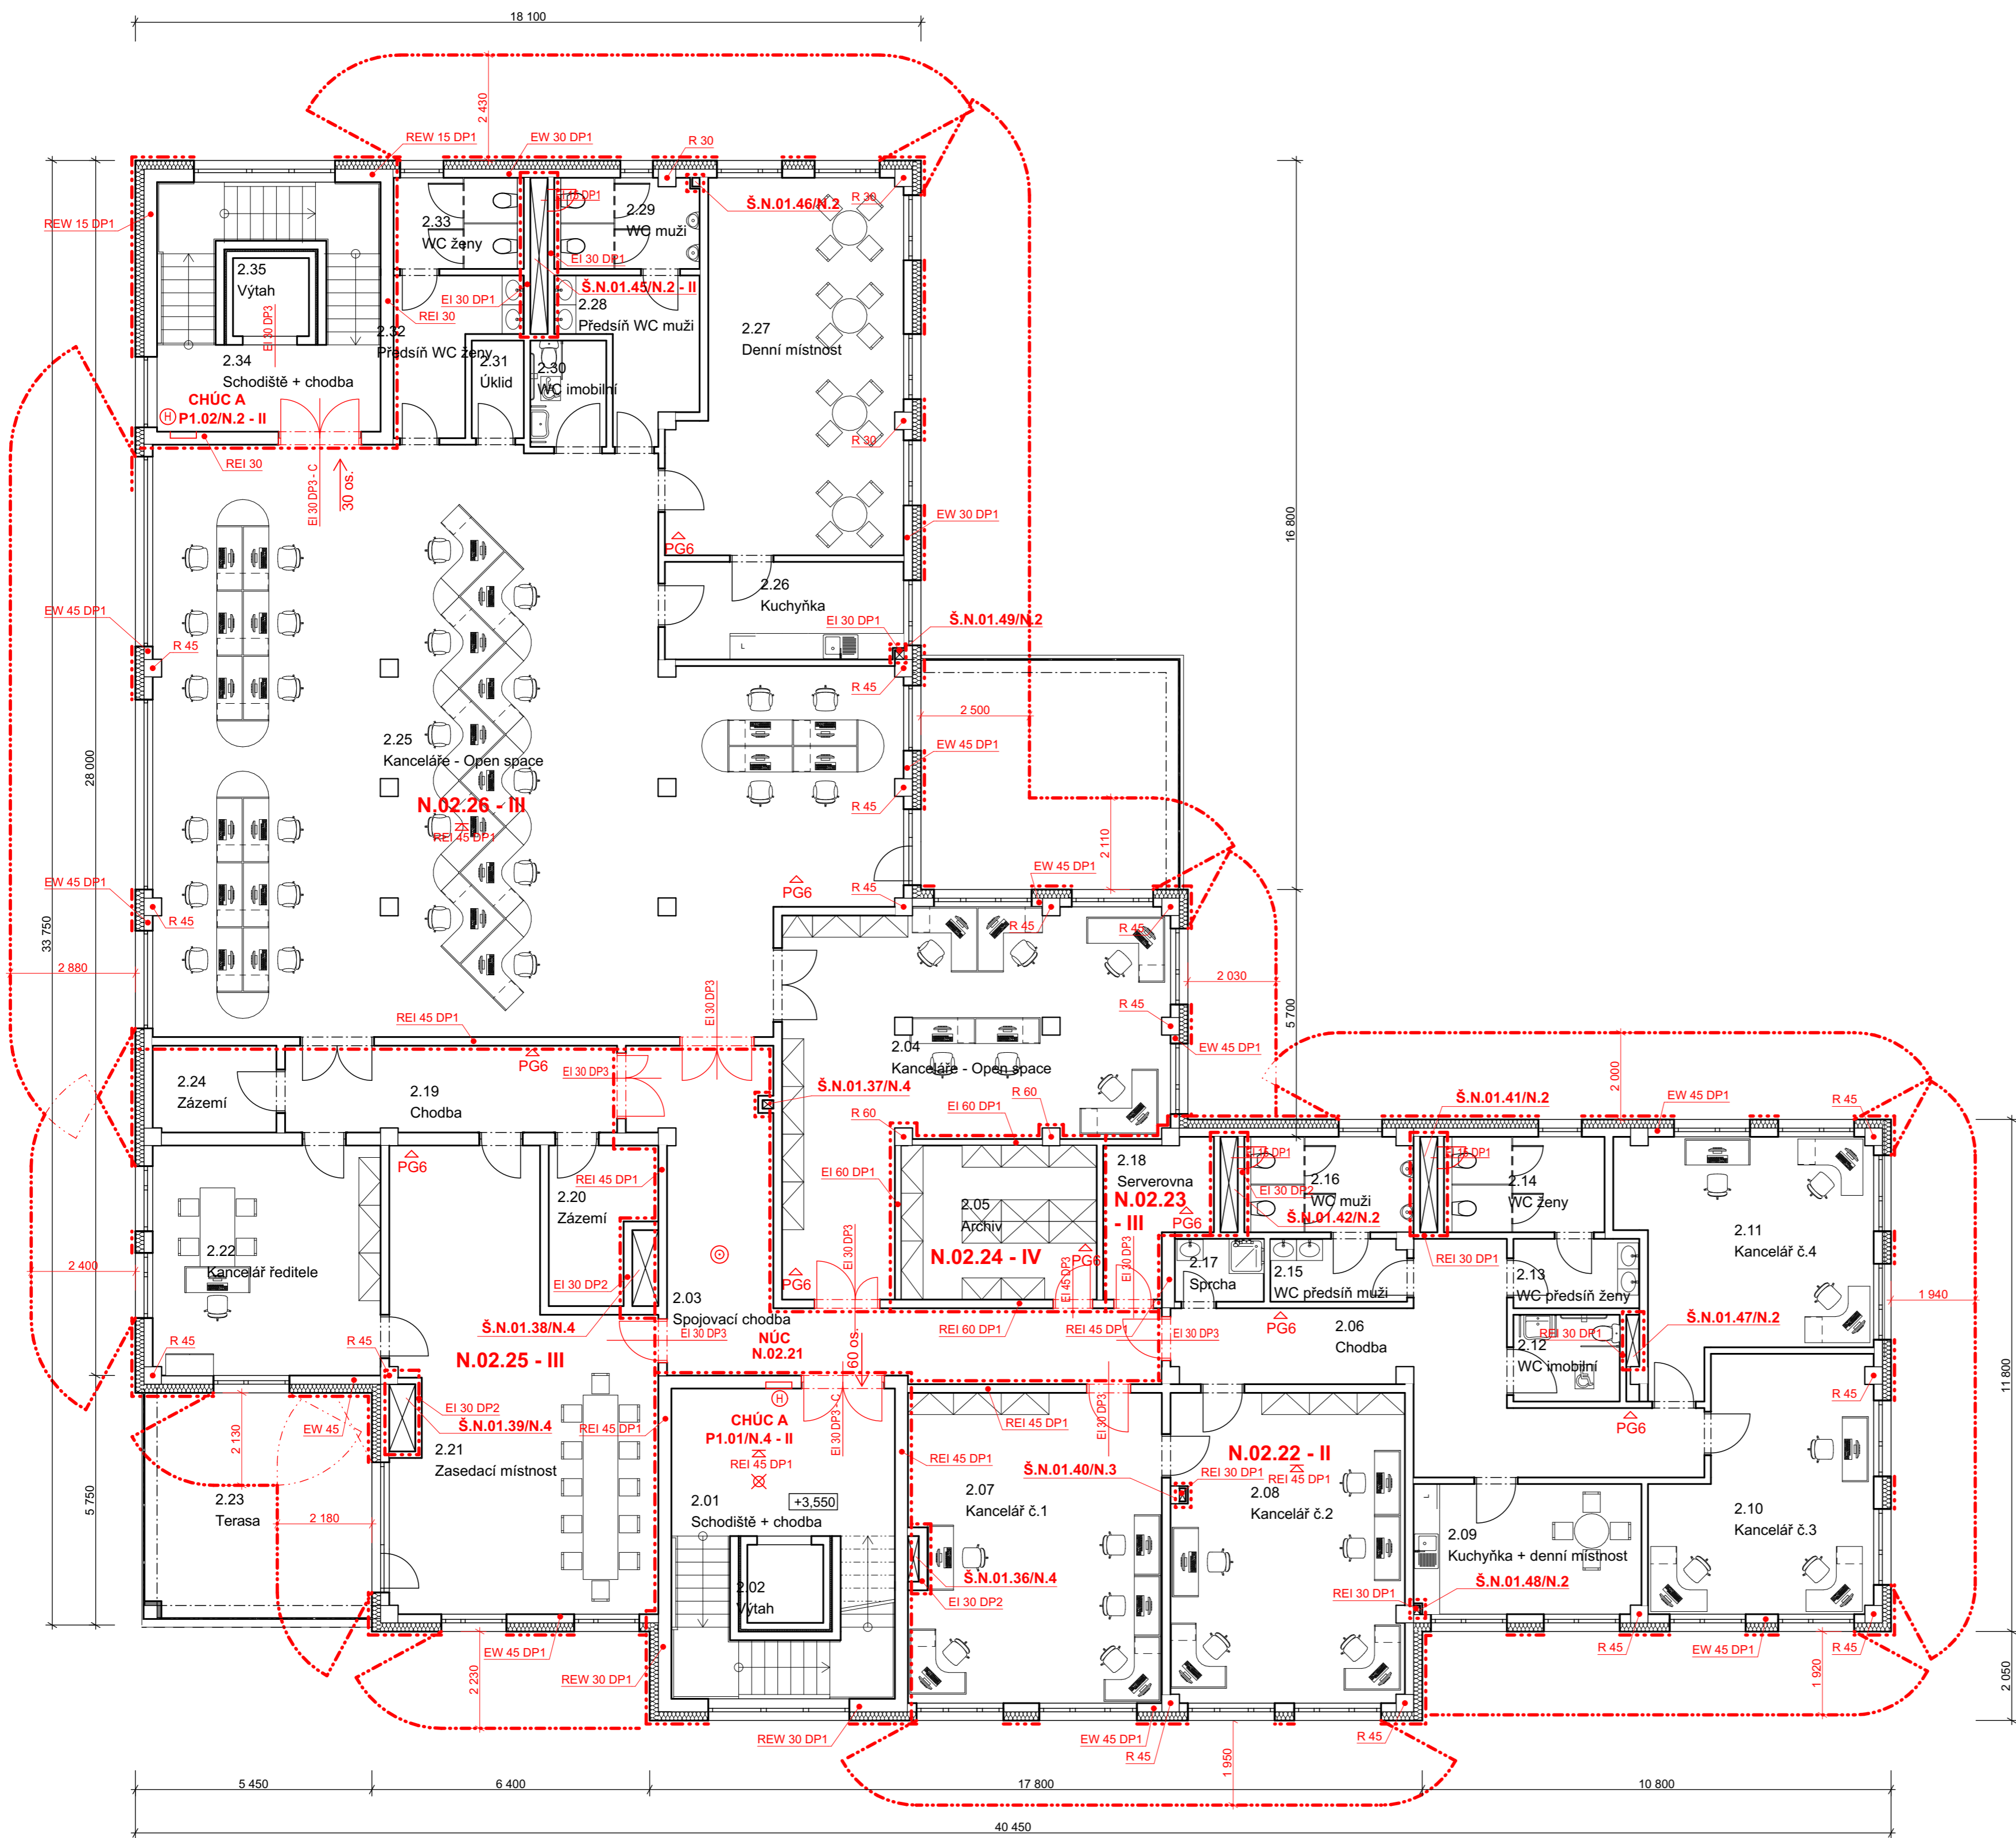 18 100
2 430
REW 15 DP1
EW 30 DP1
R 30
REW 15 DP1
2.33
WC ženy
EI 15 DP1
2.29
WC muži
Š.N.01.46/N.2
R 30
2.35
Výtah
EI 30 DP3
EI 30 DP1
Š.N.01.45/N.2 - II
EI 30 DP1
REI 30
2.28
Předsíň WC muži
2.32
Předsíň WC ženy
2.27
Denní místnost
2.34
Schodiště + chodba
2.31
Úklid
2.30
WC imobilní
CHÚC A
H
P1.02/N.2 - II
R 30
REI 30
EI 30 DP3 - C
30 os.
EW 30 DP1
16 800
PG6
2.26
Kuchyňka
EW 45 DP1
EI 30 DP1
Š.N.01.49/N.2
R 45
L
R 45
2 500
28 000
33 750
2.25
Kanceláře - Open space
EW 45 DP1
N.02.26 - III
REI 45 DP1
R 45
2 110
EW 45 DP1
EW 45 DP1
PG6
R 45
R 45
R 45
R 45
2 880
2 030
EI 30 DP3
R 45
5 700
REI 45 DP1
EW 45 DP1
2.04
Kanceláře - Open space
PG6
EI 30 DP3
2.24
Zázemí
2.19
Chodba
Š.N.01.37/N.4
R 60
EI 60 DP1
R 60
2 000
Š.N.01.41/N.2
EW 45 DP1
R 45
PG6
REI 45 DP1
EI 60 DP1
2.18
Serverovna
N.02.23
- III
EI 15 DP1
EI 15 DP1
EI 30 DP2
2.16
WC muži
2.14
WC ženy
2.20
Zázemí
2.05
Archiv
N.02.24 - IV
PG6
Š.N.01.42/N.2
PG6
2.11
Kancelář č.4
2.22
Kancelář ředitele
2 400
EI 30 DP2
EI 30 DP3
EI 45 DP3
EI 30 DP3
REI 30 DP1
PG6
2.17
Sprcha
2.15
WC předsíň muži
2.13
WC předsíň ženy
1 940
2.03
Spojovací chodba
Š.N.01.38/N.4
EI 30 DP3
NÚC
N.02.21
60 os.
REI 60 DP1
REI 45 DP1
EI 30 DP3
PG6
2.06
Chodba
REI 30 DP1
2.12
WC imobilní
Š.N.01.47/N.2
R 45
R 45
N.02.25 - III
R 45
11 800
EI 30 DP2
Š.N.01.39/N.4
EW 45
2 130
REI 45 DP1
H
CHÚC A
P1.01/N.4 - II
REI 45 DP1
EI 30 DP3 - C
REI 45 DP1
EI 30 DP3
PG6
2.21
Zasedací místnost
REI 45 DP1
N.02.22 - II
REI 45 DP1
Š.N.01.40/N.3
REI 30 DP1
2.23
Terasa
5 750
2 180
2.01
Schodiště + chodba
+3,550
2.07
Kancelář č.1
2.08
Kancelář č.2
2.10
Kancelář č.3
2.09
Kuchyňka + denní místnost
Š.N.01.36/N.4
EI 30 DP2
2.02
Výtah
REI 30 DP1
Š.N.01.48/N.2
EW 45 DP1
2 230
REW 30 DP1
R 45
EW 45 DP1
R 45
1 920
2 050
REW 30 DP1
EW 45 DP1
R 45
1 950
R 45
5 450
6 400
17 800
10 800
40 450